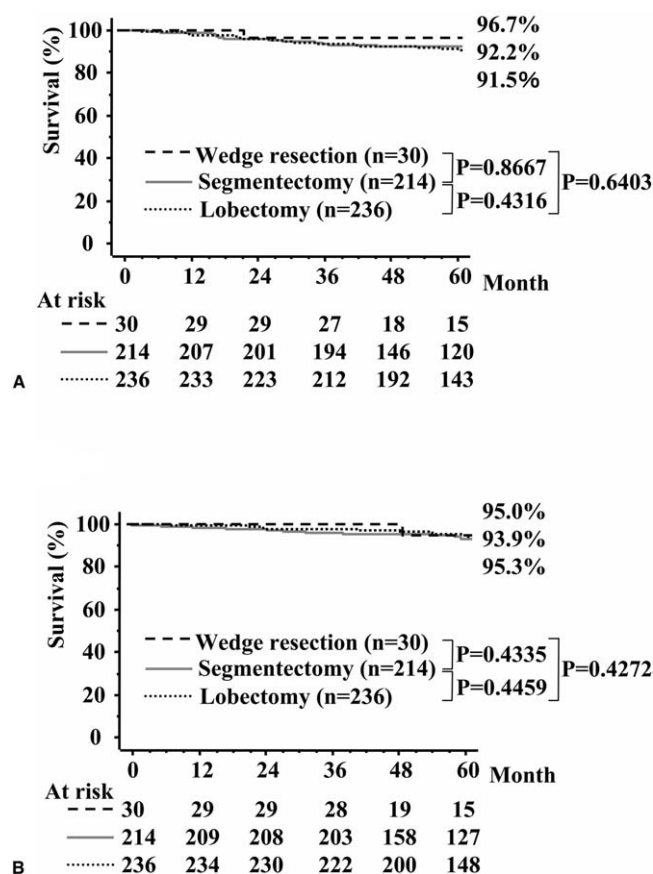 100
80
60
40
20
0
Survival (%)
96.7%
92.2%
91.5%
Wedge resection (n=30)
Segmentectomy (n=214)
Lobectomy (n=236)
P=0.8667
P=0.4316
P=0.6403
0 12 24 36 48 60 Month
At risk
30 29 29 27 18 15
214 207 201 194 146 120
236 233 223 212 192 143
A
100
80
60
40
20
0
Survival (%)
95.0%
93.9%
95.3%
Wedge resection (n=30)
Segmentectomy (n=214)
Lobectomy (n=236)
P=0.4335
P=0.4459
P=0.4272
0 12 24 36 48 60 Month
At risk
30 29 29 28 19 15
214 209 208 203 158 127
236 234 230 222 200 148
B